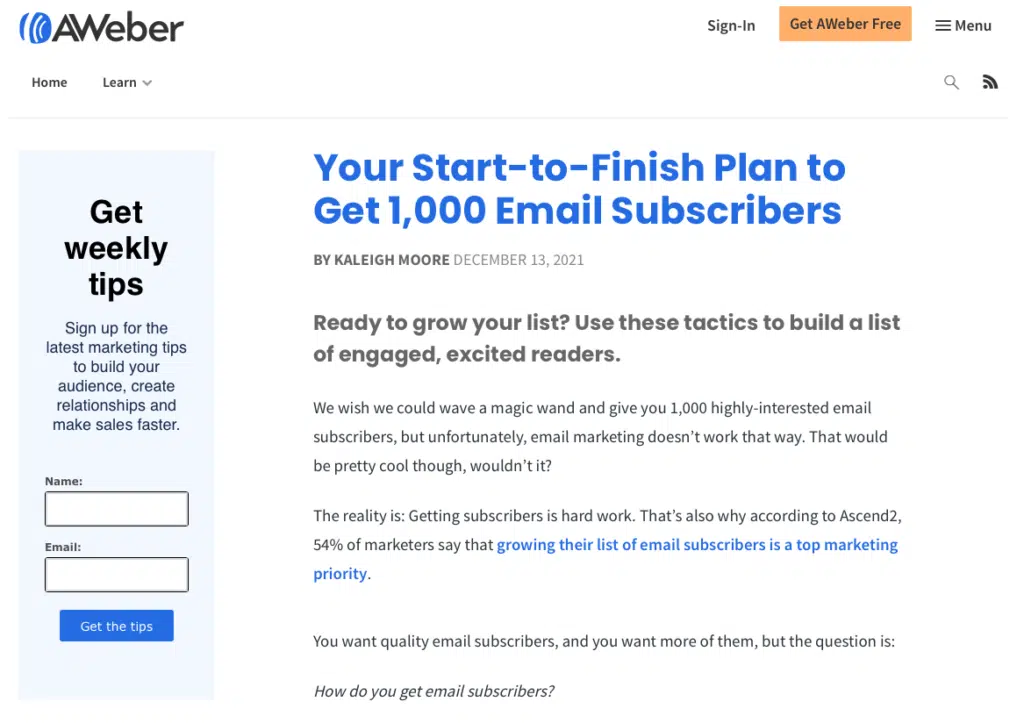 AWeber
Sign-In
Get AWeber Free
Menu
Home
Learn
Get
weekly
tips
Sign up for the
latest marketing tips
to build your
audience, create
relationships and
make sales faster.
Name:
Email:
Get the tips
Your Start-to-Finish Plan to
Get 1,000 Email Subscribers
BY KALEIGH MOORE DECEMBER 13, 2021
Ready to grow your list? Use these tactics to build a list
of engaged, excited readers.
We wish we could wave a magic wand and give you 1,000 highly-interested email
subscribers, but unfortunately, email marketing doesn’t work that way. That would
be pretty cool though, wouldn’t it?
The reality is: Getting subscribers is hard work. That’s also why according to Ascend2,
54% of marketers say that growing their list of email subscribers is a top marketing
priority.
You want quality email subscribers, and you want more of them, but the question is:
How do you get email subscribers?